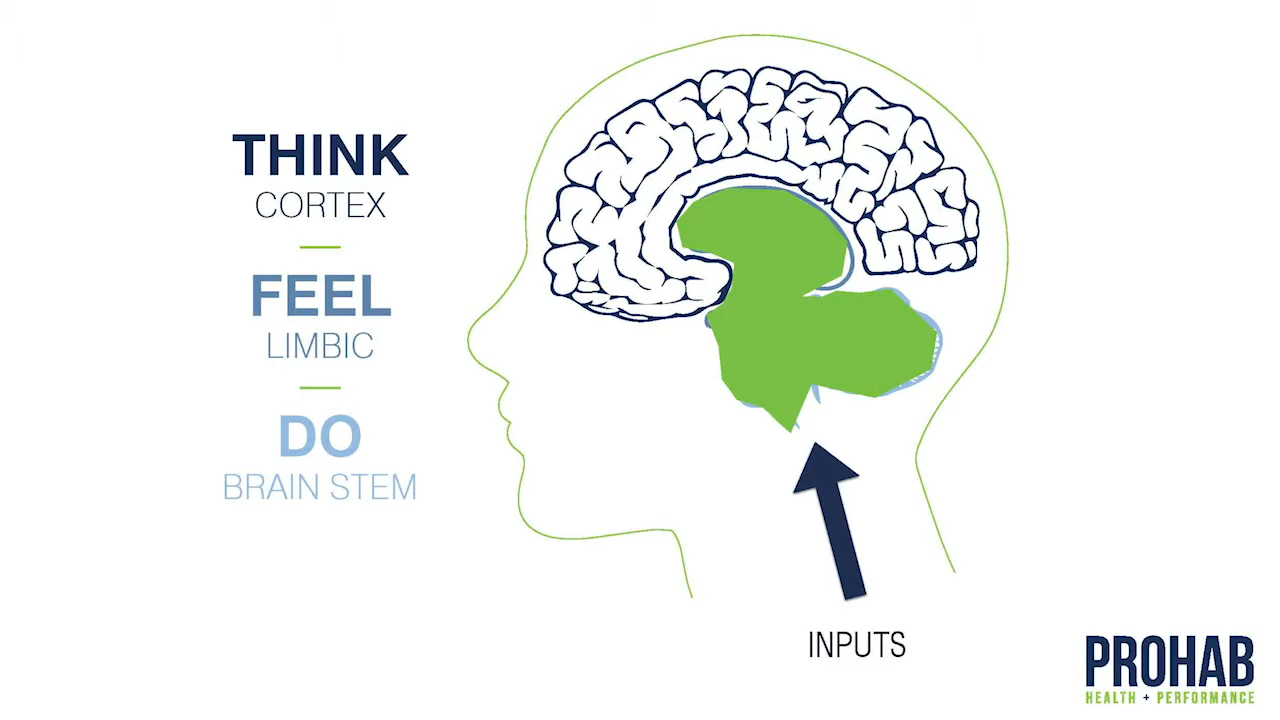 THINK
CORTEX
FEEL
LIMBIC
DO
BRAIN STEM
INPUTS
PROHAB
HEALTH + PERFORMANCE